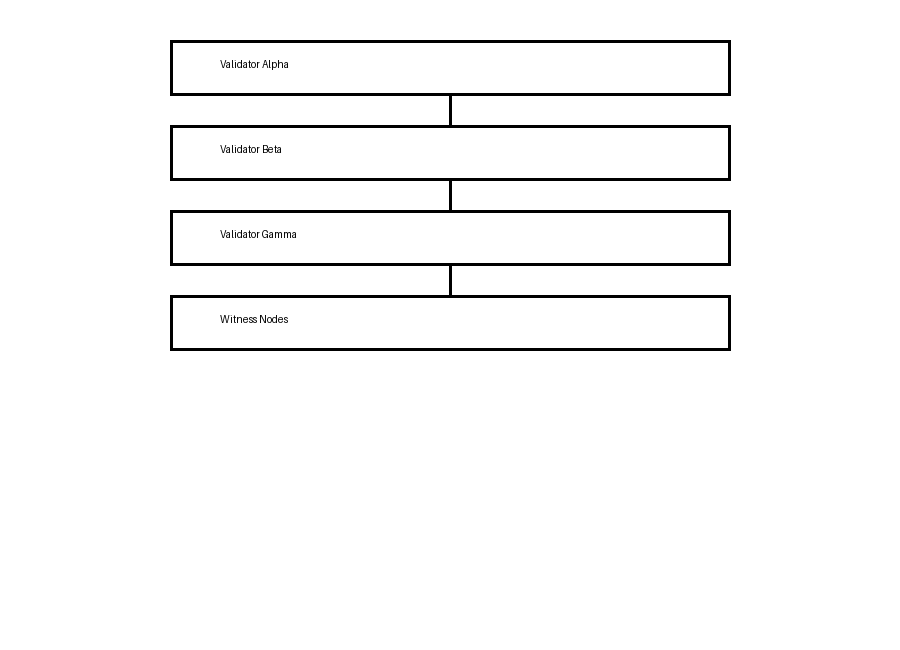 Validator Alpha
Validator Beta
Validator Gamma
Witness Nodes